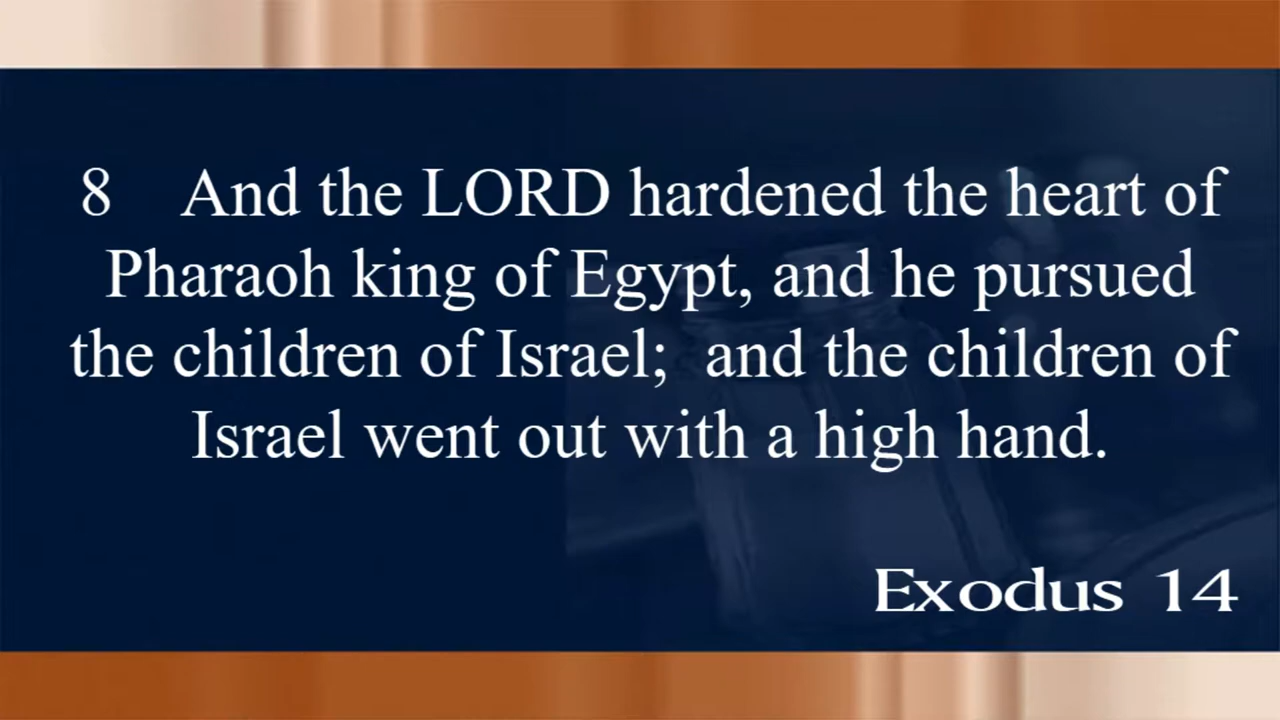 8 And the LORD hardened the heart of
Pharaoh king of Egypt, and he pursued
the children of Israel; and the children of
Israel went out with a high hand.
Exodus 14